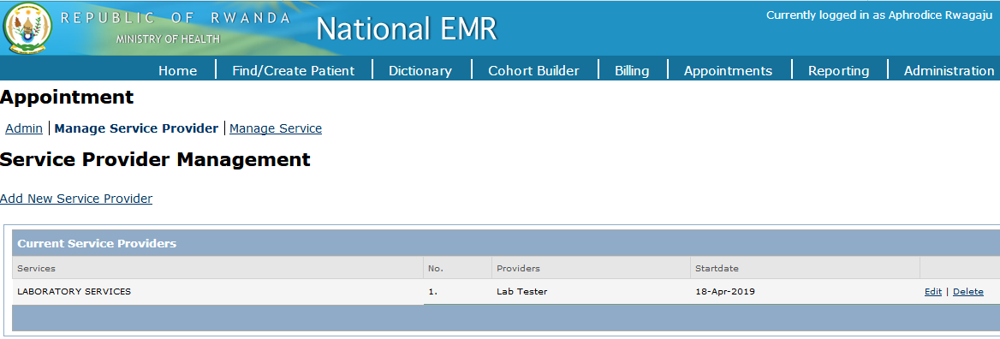 REPUBLIC OF RWANDA
MINISTRY OF HEALTH
National EMR
Currently logged in as Aphrodice Rwagaju
Home | Find/Create Patient | Dictionary | Cohort Builder | Billing | Appointments | Reporting | Administration
Appointment
Admin | Manage Service Provider | Manage Service
Service Provider Management
Add New Service Provider
Current Service Providers
Services No. Providers Startdate
LABORATORY SERVICES 1. Lab Tester 18-Apr-2019 Edit | Delete